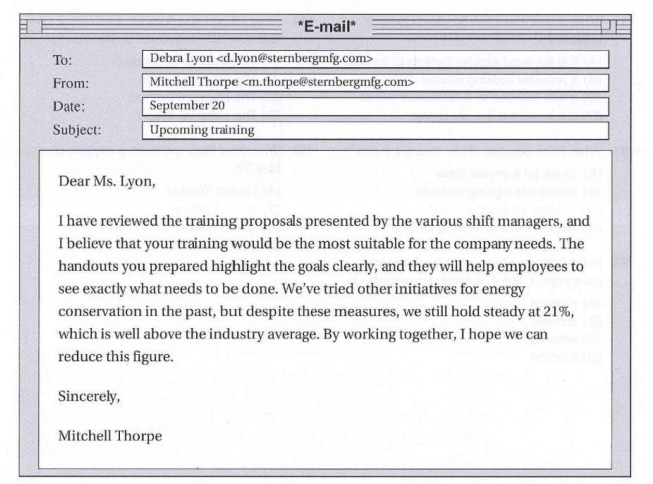 *E-mail*
To: Debra Lyon <d.lyon@sternbergmfg.com>
From: Mitchell Thorpe <m.thorpe@sternbergmfg.com>
Date: September 20
Subject: Upcoming training
Dear Ms. Lyon,
I have reviewed the training proposals presented by the various shift managers, and
I believe that your training would be the most suitable for the company needs. The
handouts you prepared highlight the goals clearly, and they will help employees to
see exactly what needs to be done. We've tried other initiatives for energy
conservation in the past, but despite these measures, we still hold steady at 21%,
which is well above the industry average. By working together, I hope we can
reduce this figure.
Sincerely,
Mitchell Thorpe